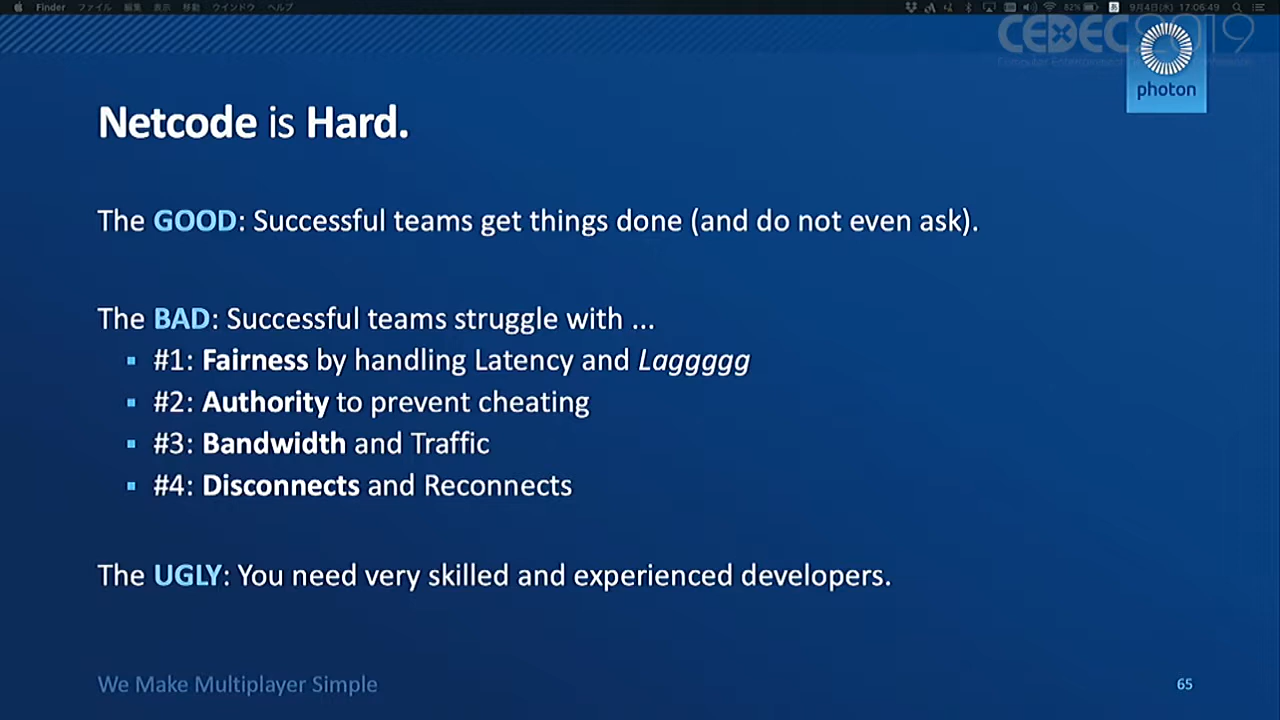 Finder ファイル 編集 表示 移動 ウインドウ ヘルプ 82% あ 9月4日(水) 17:06:49
CEDEC2019
photon
Netcode is Hard.
The GOOD: Successful teams get things done (and do not even ask).
The BAD: Successful teams struggle with ...
▪ #1: Fairness by handling Latency and Laggggg
▪ #2: Authority to prevent cheating
▪ #3: Bandwidth and Traffic
▪ #4: Disconnects and Reconnects
The UGLY: You need very skilled and experienced developers.
We Make Multiplayer Simple
65